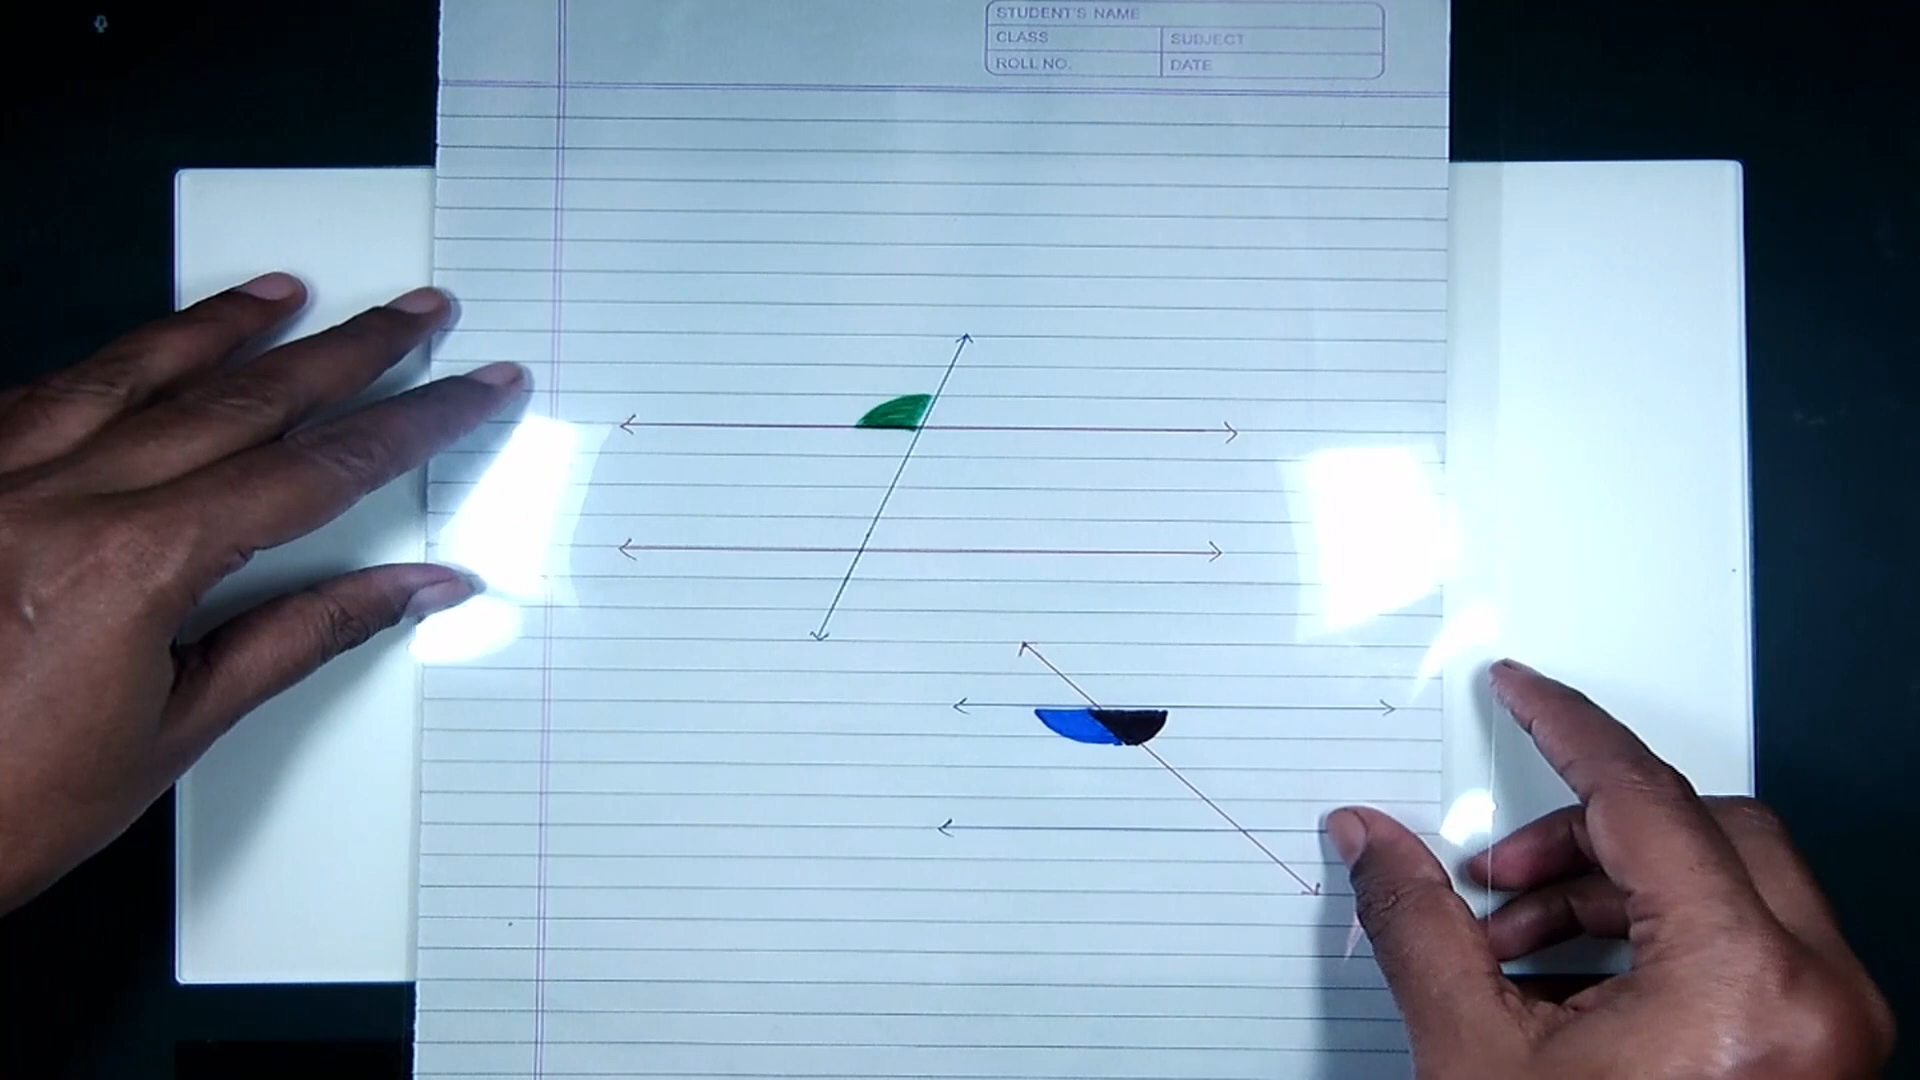 STUDENT'S NAME
CLASS
SUBJECT
ROLL NO.
DATE